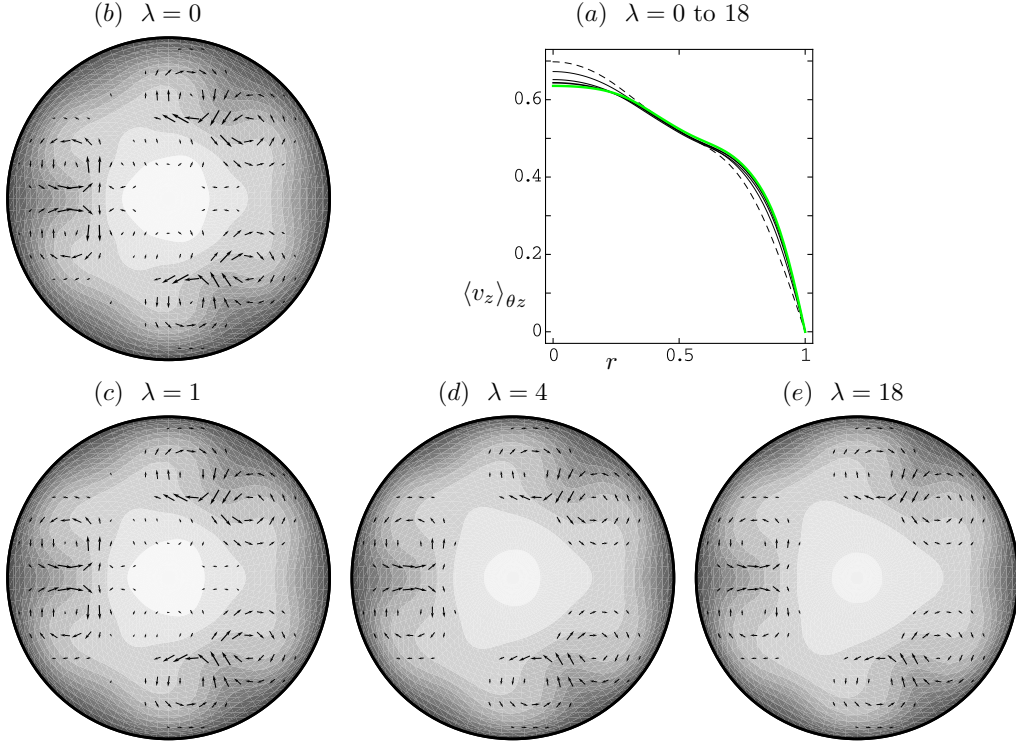 (b) λ = 0
(a) λ = 0 to 18
0.6
0.4
0.2
0
⟨v_z⟩_θz
0 0.5 1
r
(c) λ = 1
(d) λ = 4
(e) λ = 18